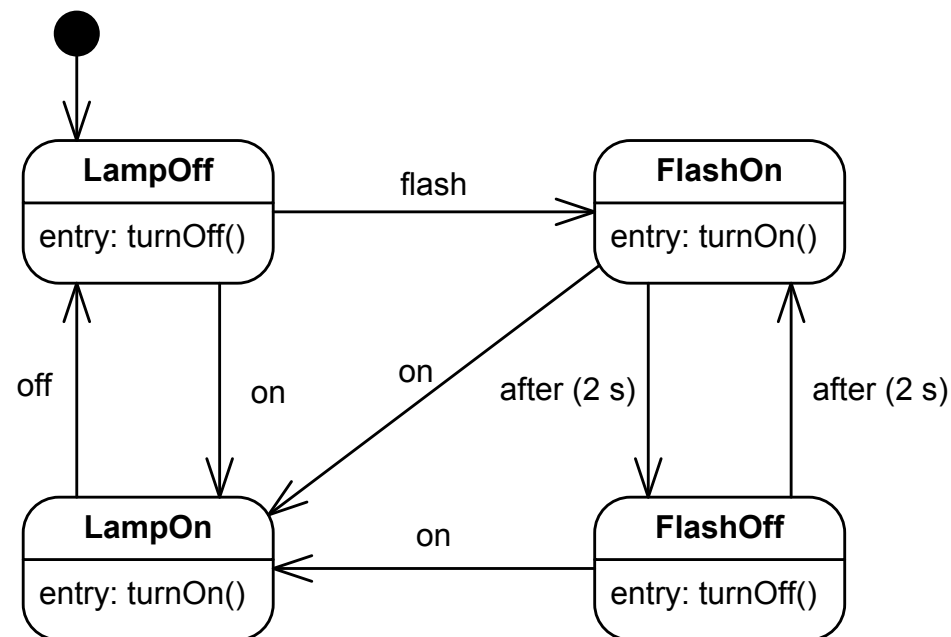 LampOff
entry: turnOff()
flash
FlashOn
entry: turnOn()
off
on
on
after (2 s)
after (2 s)
LampOn
entry: turnOn()
on
FlashOff
entry: turnOff()